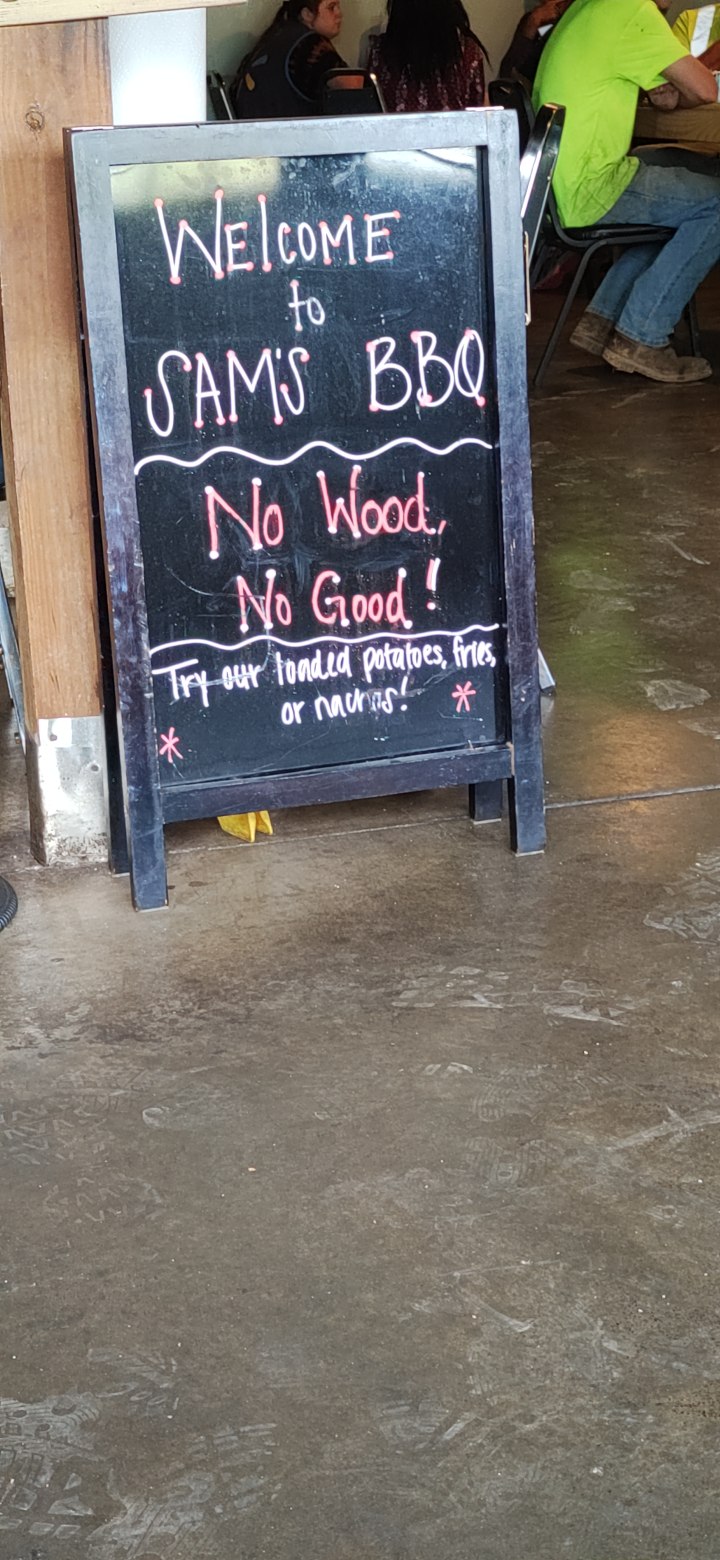 WELCOME
to
SAM'S BBQ
No Wood,
No Good!
Try our loaded potatoes, fries,
or nachos!